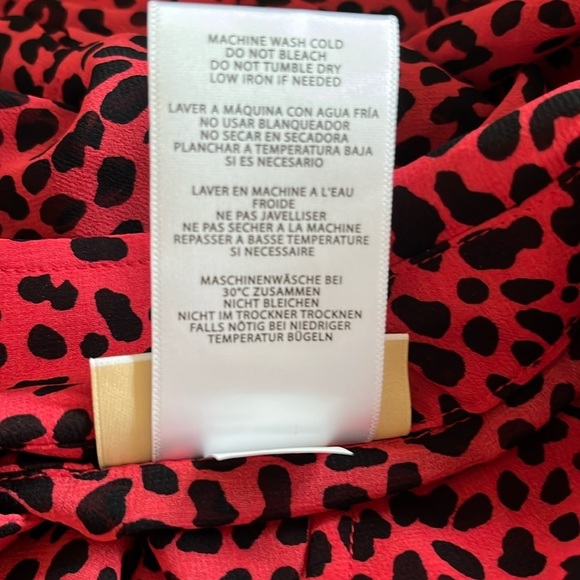 MACHINE WASH COLD
DO NOT BLEACH
DO NOT TUMBLE DRY
LOW IRON IF NEEDED
LAVER A MÁQUINA CON AGUA FRÍA
NO USAR BLANQUEADOR
NO SECAR EN SECADORA
PLANCHAR A TEMPERATURA BAJA
SI ES NECESARIO
LAVER EN MACHINE A L'EAU
FROIDE
NE PAS JAVELLISER
NE PAS SECHER A LA MACHINE
REPASSER A BASSE TEMPERATURE
SI NECESSAIRE
MASCHINENWÄSCHE BEI
30°C ZUSAMMEN
NICHT BLEICHEN
NICHT IM TROCKNER TROCKNEN
FALLS NÖTIG BEI NIEDRIGER
TEMPERATUR BÜGELN